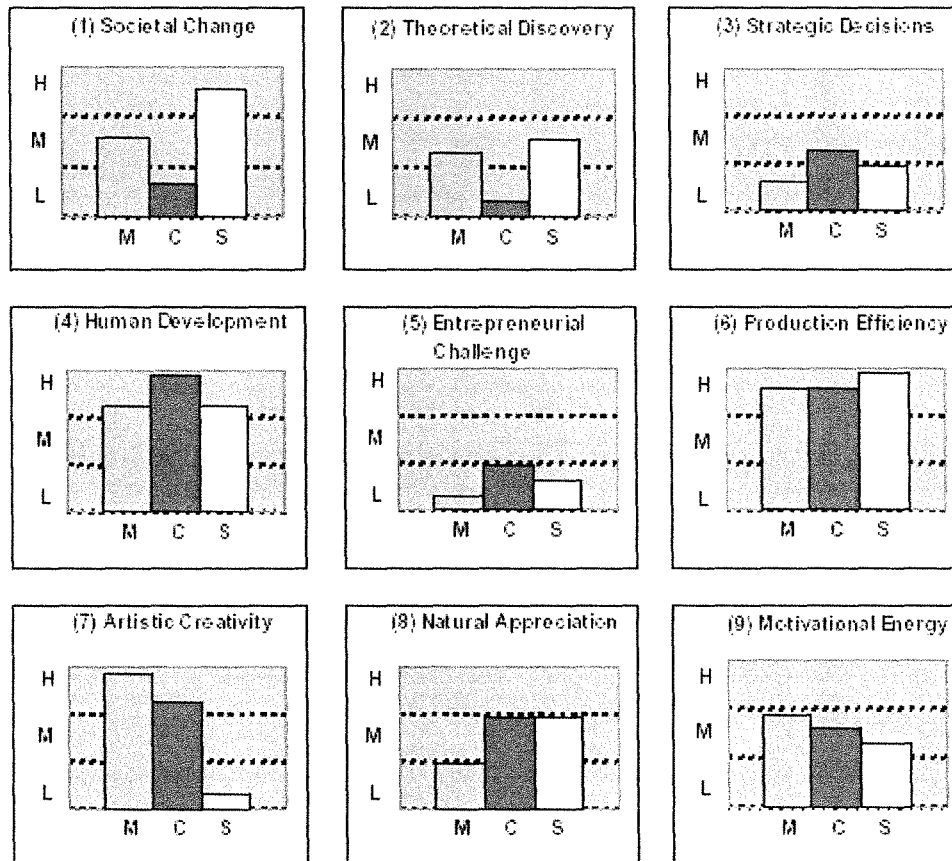 (1) Societal Change
H
M
L
M C S
(2) Theoretical Discovery
H
M
L
M C S
(3) Strategic Decisions
H
M
L
M C S
(4) Human Development
H
M
L
M C S
(5) Entrepreneurial
Challenge
H
M
L
M C S
(6) Production Efficiency
H
M
L
M C S
(7) Artistic Creativity
H
M
L
M C S
(8) Natural Appreciation
H
M
L
M C S
(9) Motivational Energy
H
M
L
M C S